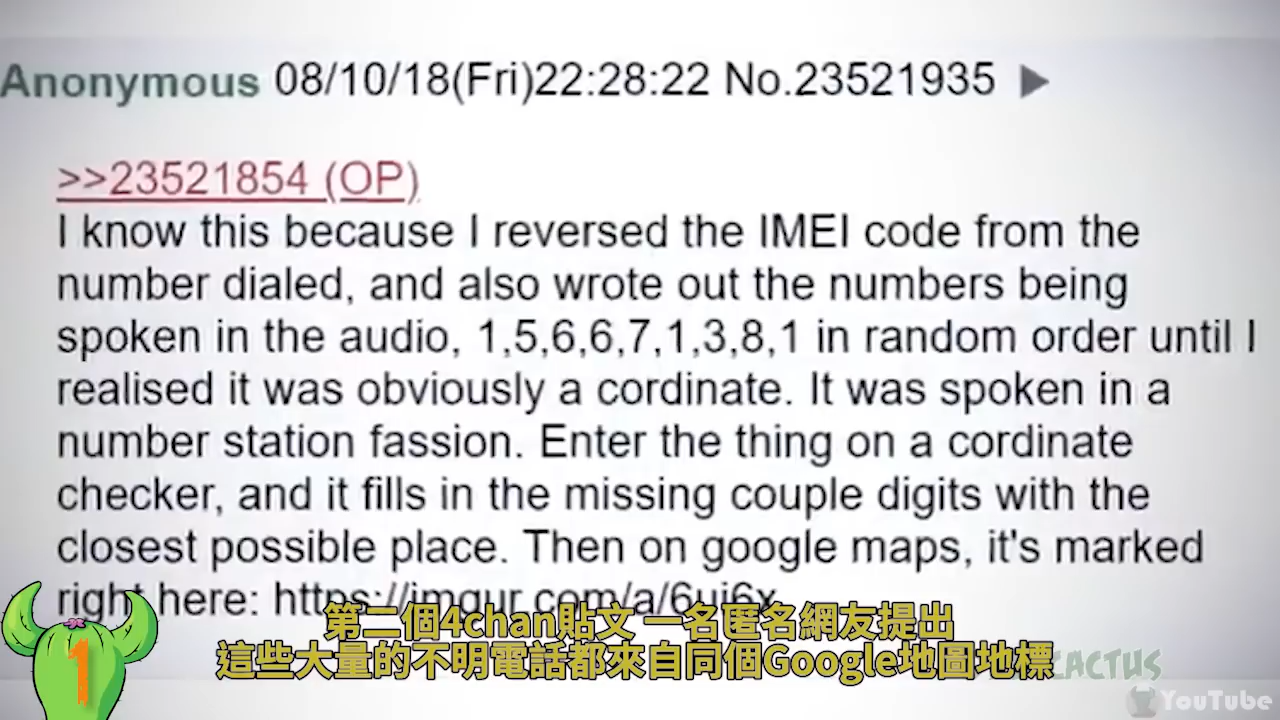 Anonymous 08/10/18(Fri)22:28:22 No.23521935
>>23521854 (OP)
I know this because I reversed the IMEI code from the
number dialed, and also wrote out the numbers being
spoken in the audio, 1,5,6,6,7,1,3,8,1 in random order until I
realised it was obviously a cordinate. It was spoken in a
number station fassion. Enter the thing on a cordinate
checker, and it fills in the missing couple digits with the
closest possible place. Then on google maps, it's marked
right here:
第二個4chan貼文 一名匿名網友提出
這些大量的不明電話都來自同個Google地圖地標
1
CACTUS
YouTube